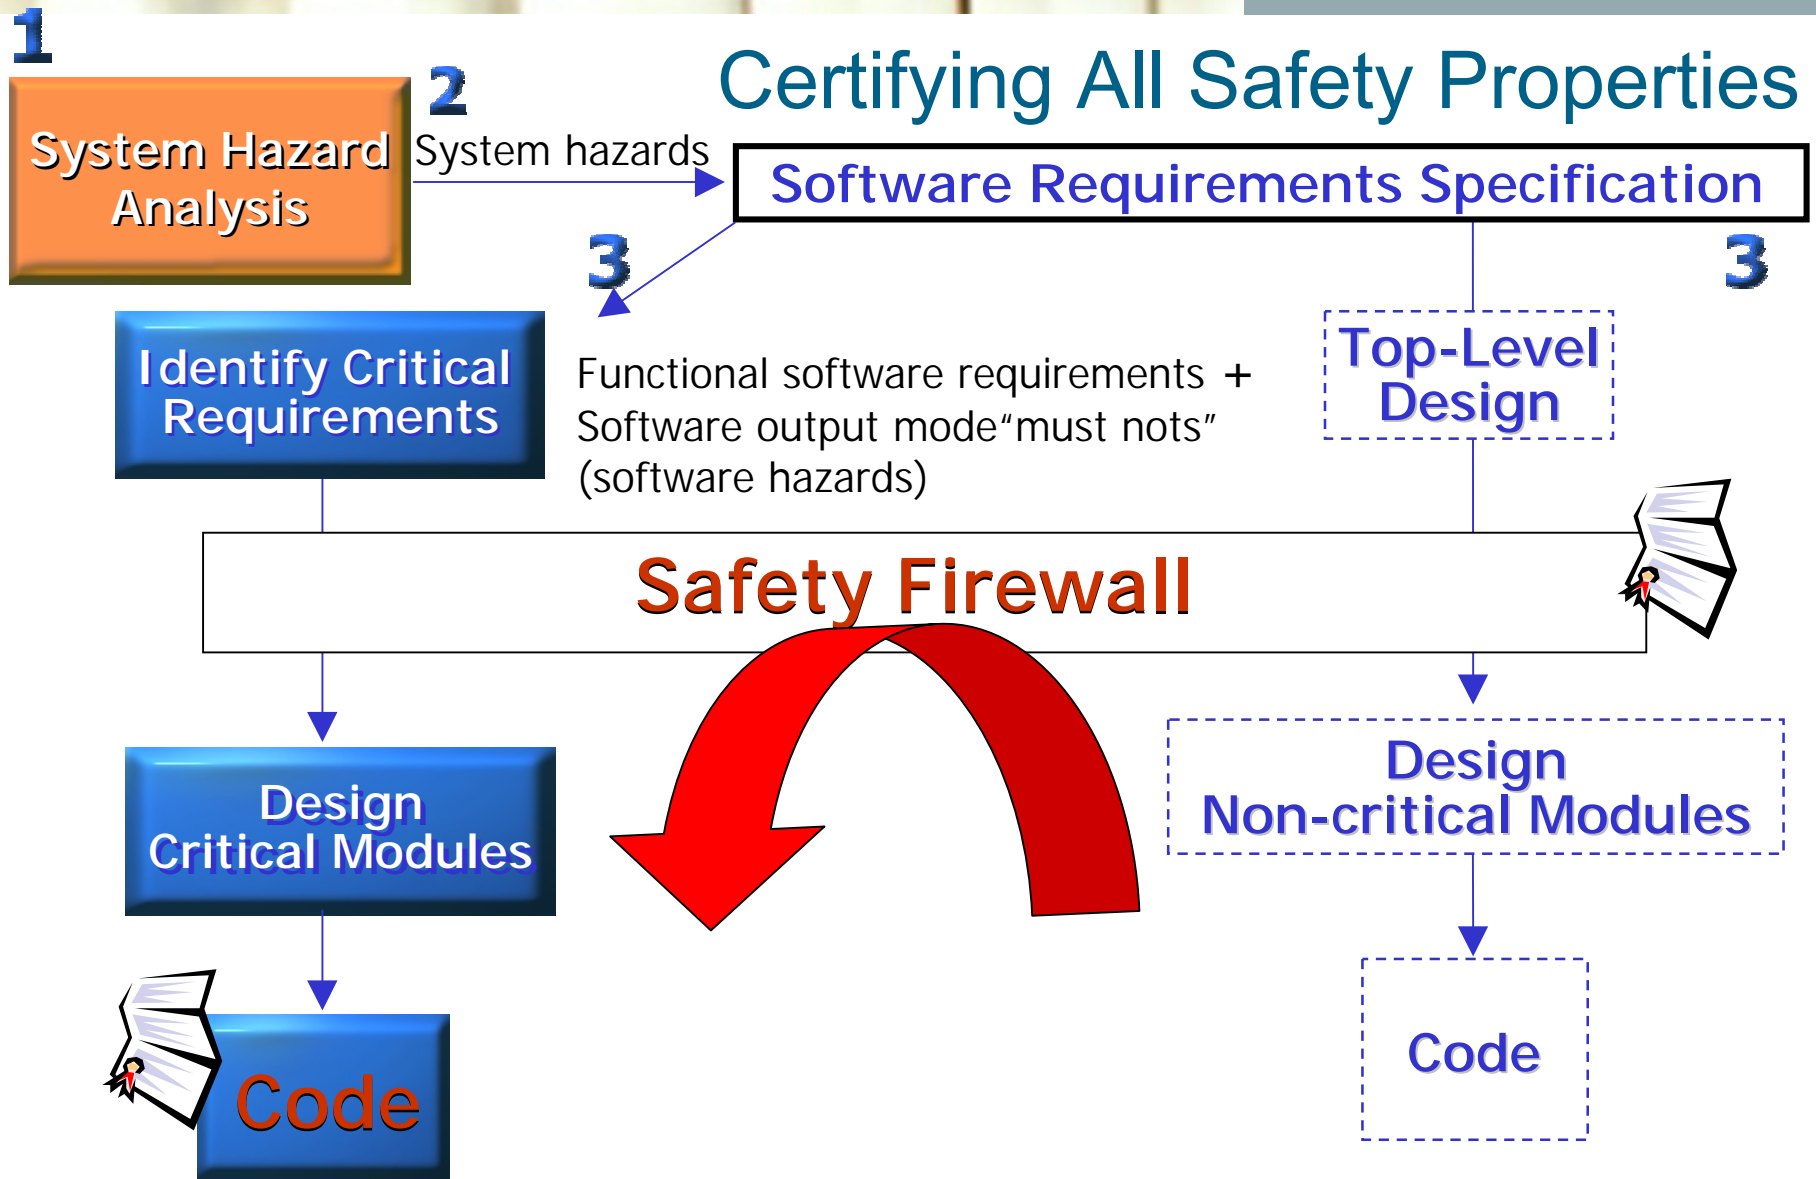 1
Certifying All Safety Properties
2
System Hazard
Analysis
System hazards
Software Requirements Specification
3
3
Identify Critical
Requirements
Functional software requirements +
Software output mode“must nots”
(software hazards)
Top-Level
Design
Safety Firewall
Design
Critical Modules
Design
Non-critical Modules
Code
Code